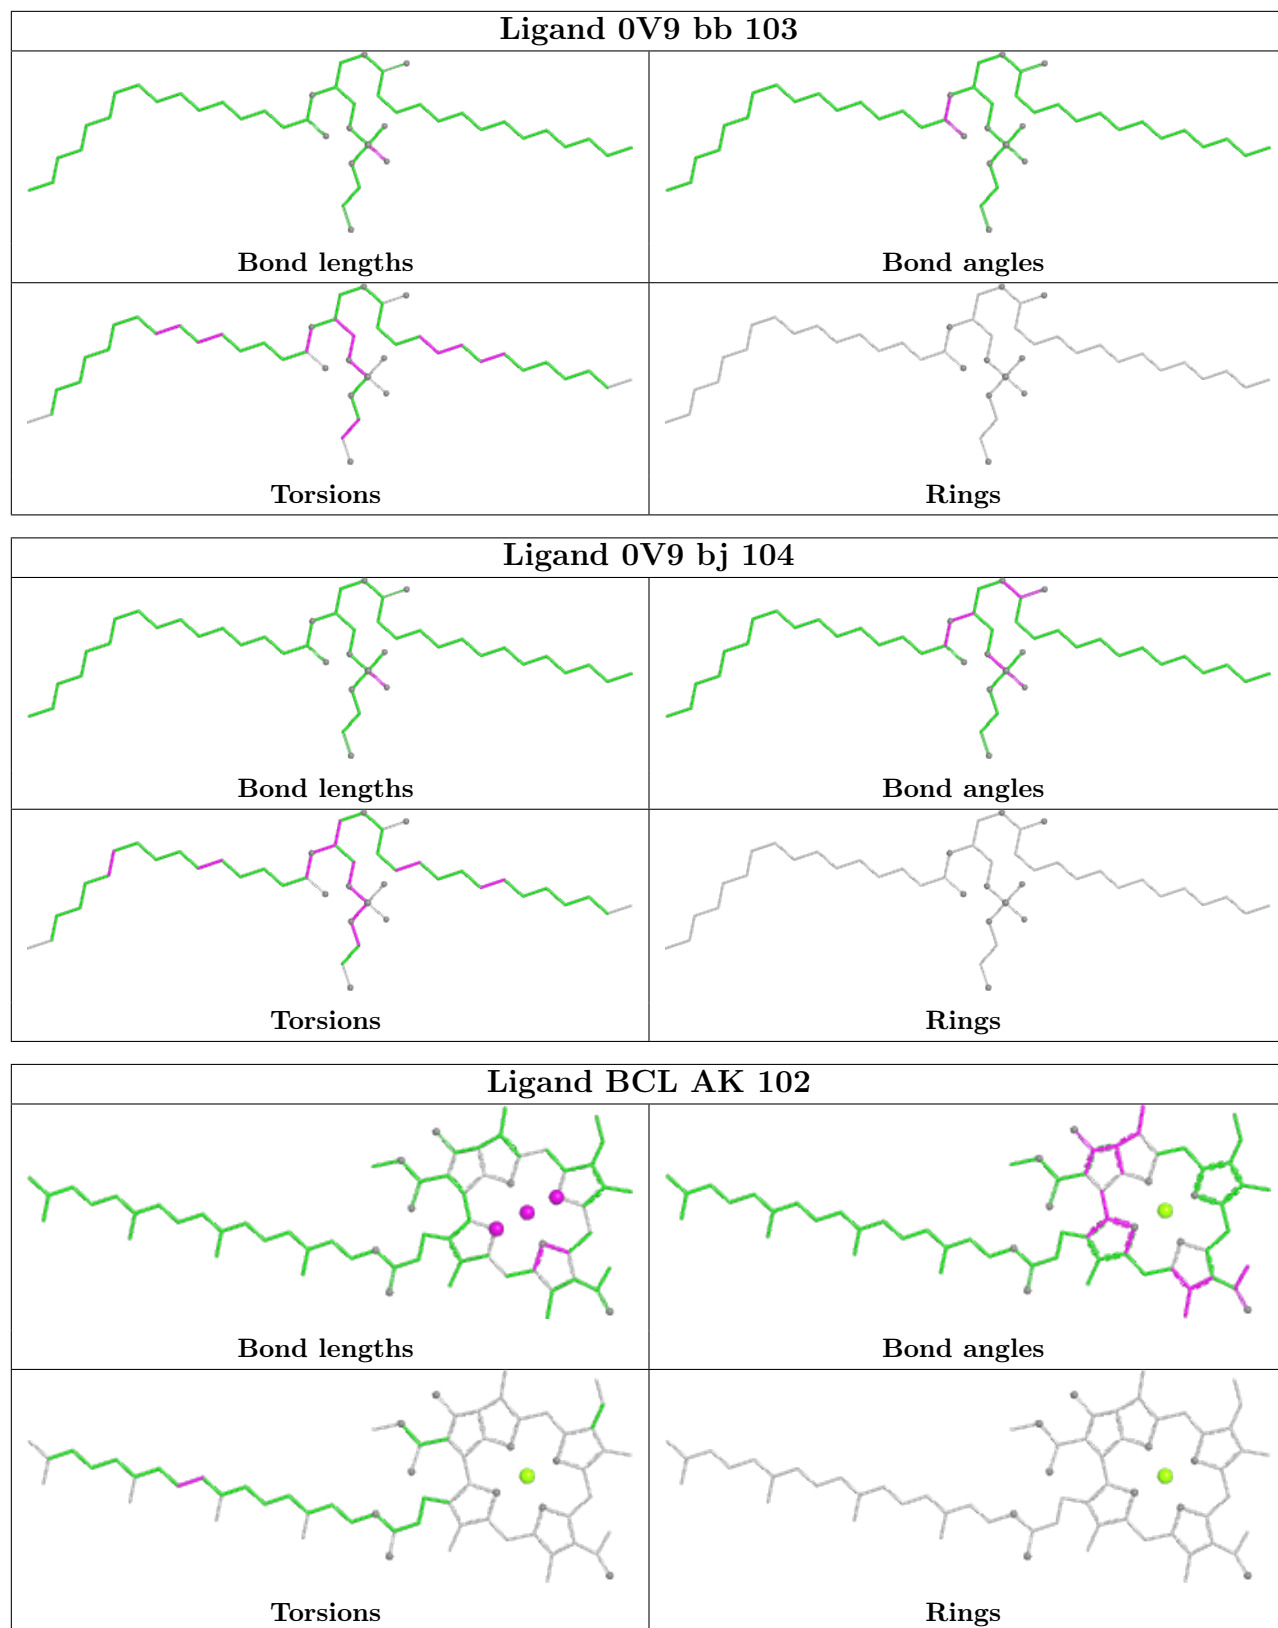 Ligand 0V9 bb 103
Bond lengths
Bond angles
Torsions
Rings
Ligand 0V9 bj 104
Bond lengths
Bond angles
Torsions
Rings
Ligand BCL AK 102
Bond lengths
Bond angles
Torsions
Rings